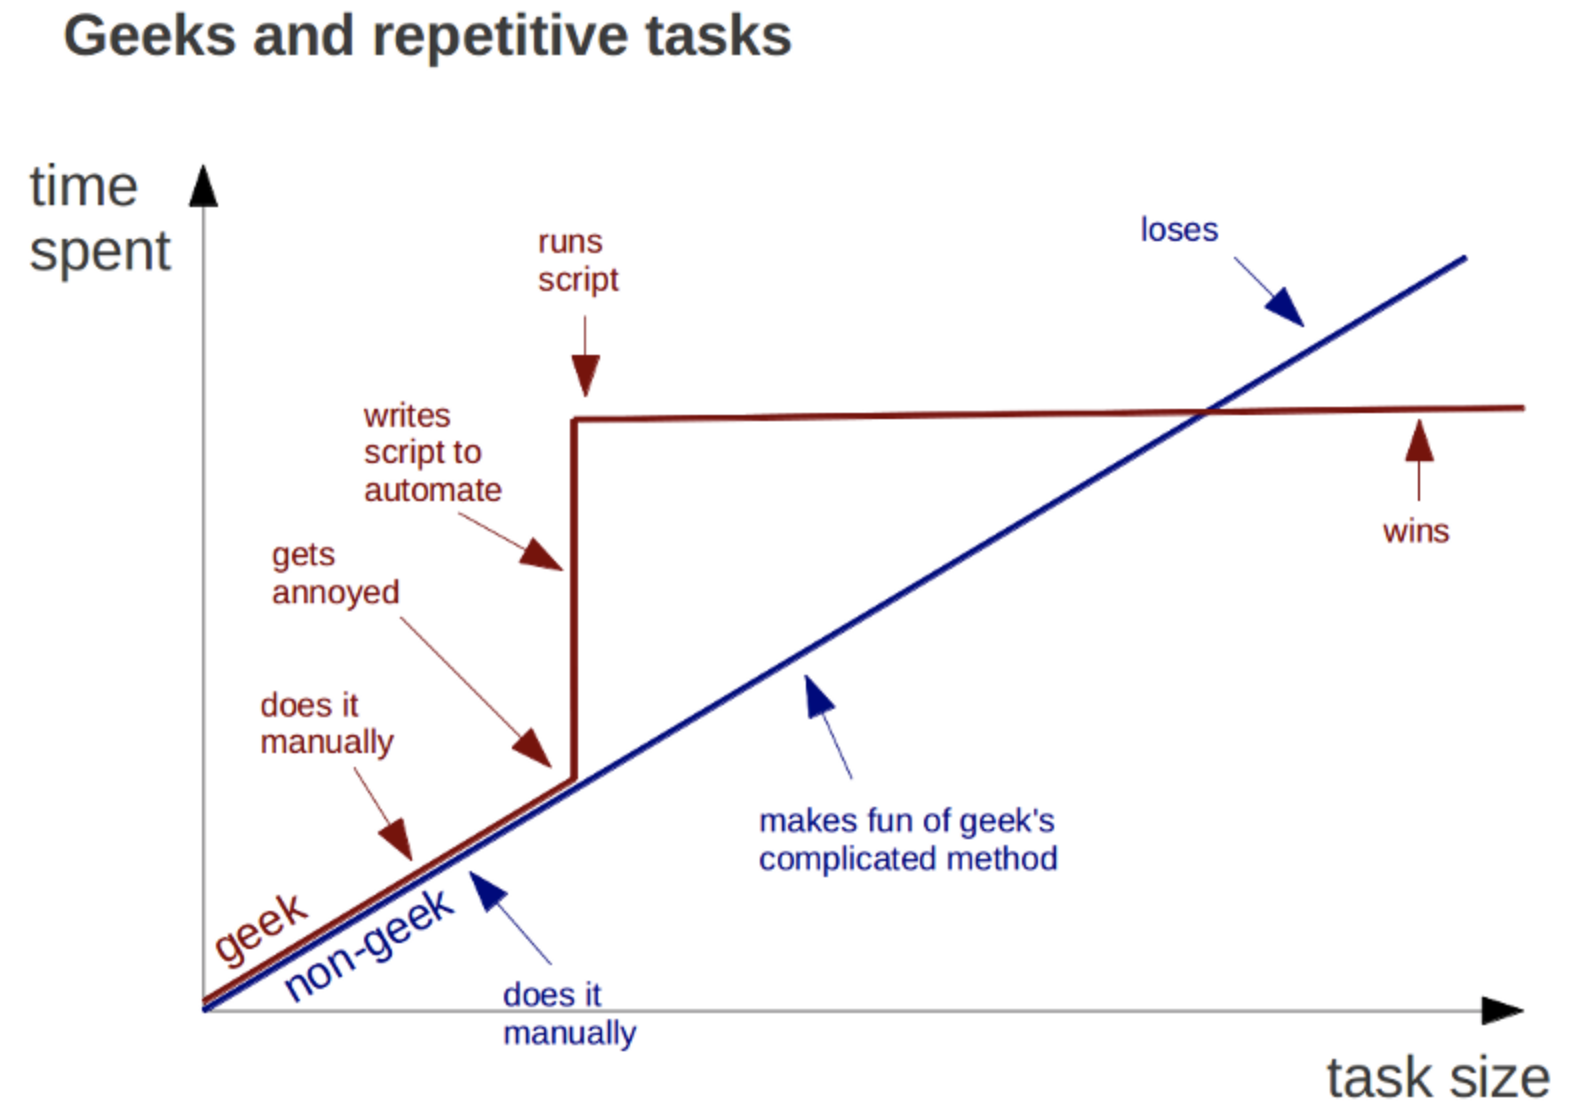 Geeks and repetitive tasks
time
spent
runs
script
loses
writes
script to
automate
gets
annoyed
wins
does it
manually
makes fun of geek's
complicated method
geek
non-geek
does it
manually
task size